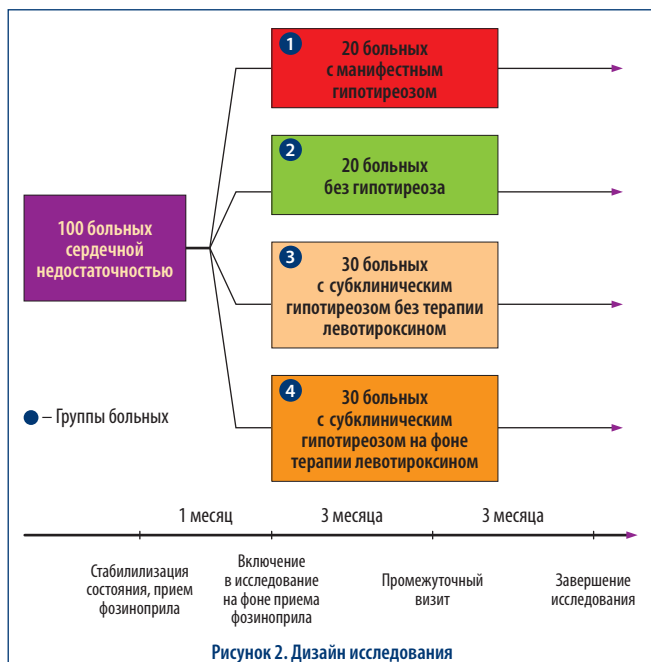 1
20 больных
с манифестным
гипотиреозом
2
20 больных
без гипотиреоза
100 больных
сердечной
недостаточностью
3
30 больных
с субклиническим
гипотиреозом без терапии
левотироксином
4
30 больных
с субклиническим
гипотиреозом на фоне
терапии левотироксином
– Группы больных
1 месяц
3 месяца
3 месяца
Стабилилизация
состояния, прием
фозиноприла
Включение
в исследование
на фоне приема
фозиноприла
Промежуточный
визит
Завершение
исследования
Рисунок 2. Дизайн исследования